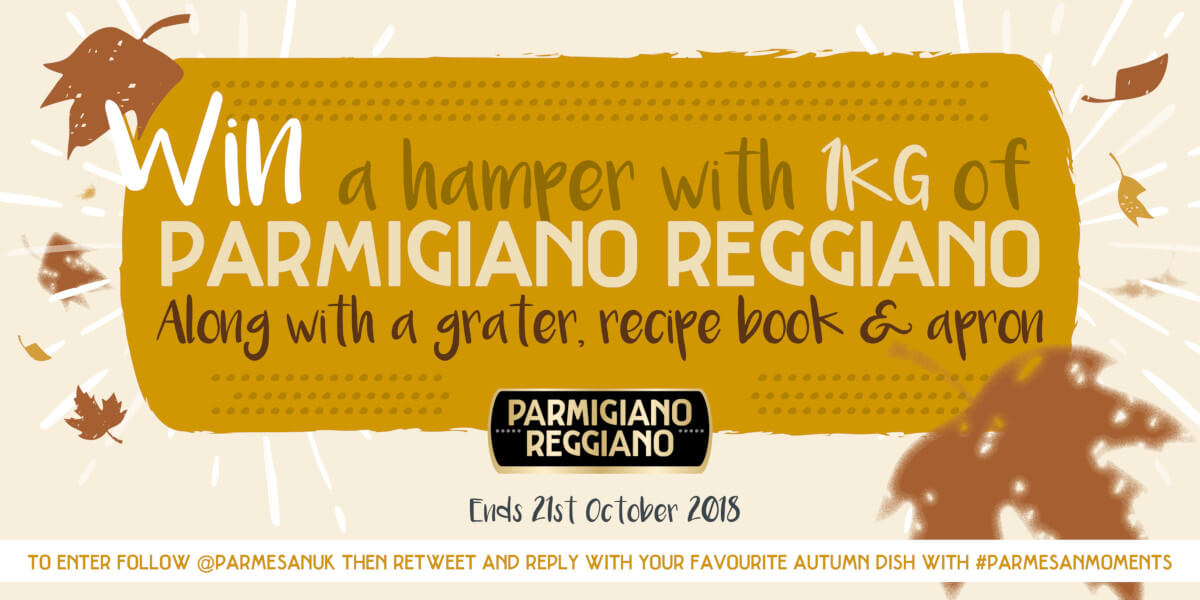 Win a hamper with 1KG of
PARMIGIANO REGGIANO
Along with a grater, recipe book & apron
PARMIGIANO
REGGIANO
Ends 21st October 2018
TO ENTER FOLLOW @PARMESANUK THEN RETWEET AND REPLY WITH YOUR FAVOURITE AUTUMN DISH WITH #PARMESANMOMENTS